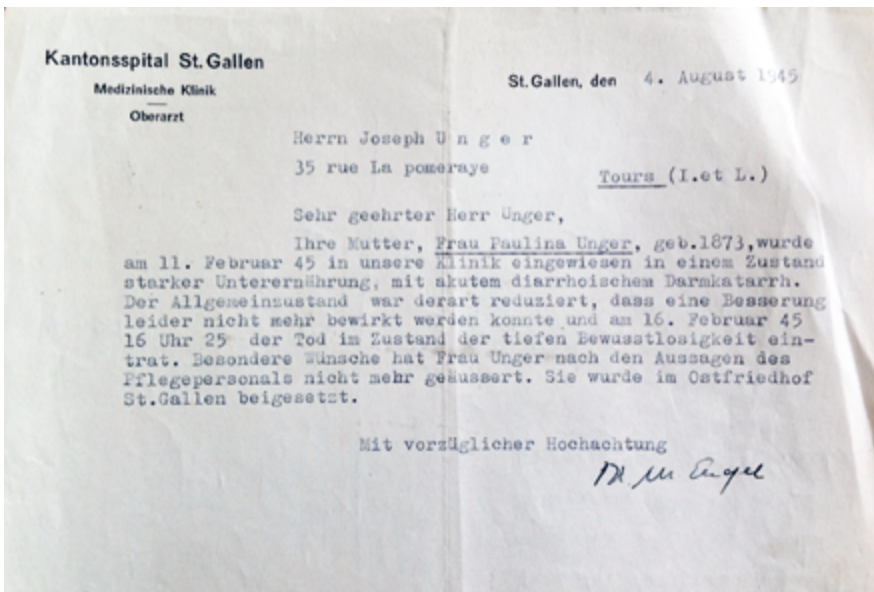 Kantonsspital St. Gallen
Medizinische Klinik
Oberarzt
St. Gallen, den 4. August 1945
Herrn Joseph U n g e r
35 rue La pomeraye
Tours (I.et L.)
Sehr geehrter Herr Unger,
Ihre Mutter, Frau Paulina Unger, geb.1873,wurde
am 11. Februar 45 in unsere Klinik eingewiesen in einem Zustand
starker Unterernährung, mit akutem diarrhoischem Darmkatarrh.
Der Allgemeinzustand war derart reduziert, dass eine Besserung
leider nicht mehr bewirkt werden konnte und am 16. Februar 45
16 Uhr 25 der Tod im Zustand der tiefen Bewusstlosigkeit ein-
trat. Besondere Wünsche hat Frau Unger nach den Aussagen des
Pflegepersonals nicht mehr geäussert. Sie wurde im Ostfriedhof
St.Gallen beigesetzt.
Mit vorzüglicher Hochachtung
Engel